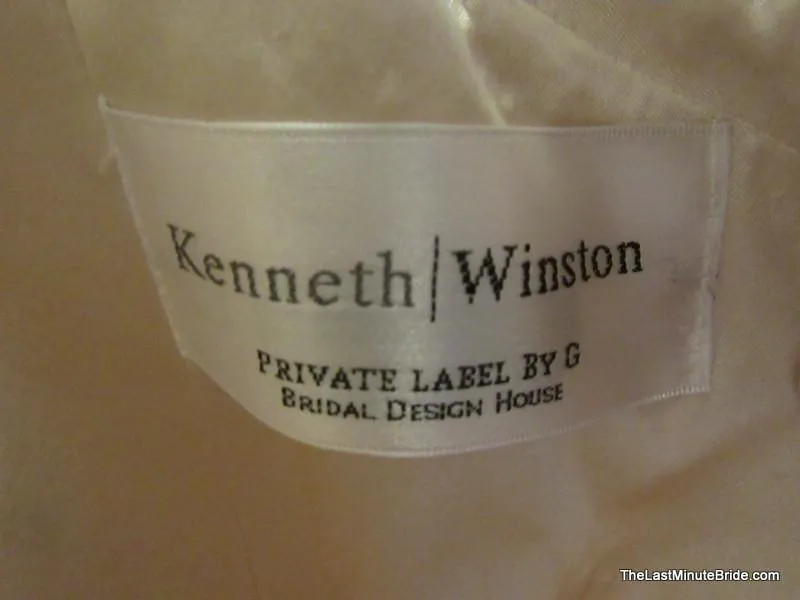 Kenneth | Winston
PRIVATE LABEL BY G
BRIDAL DESIGN HOUSE
TheLastMinuteBride.com